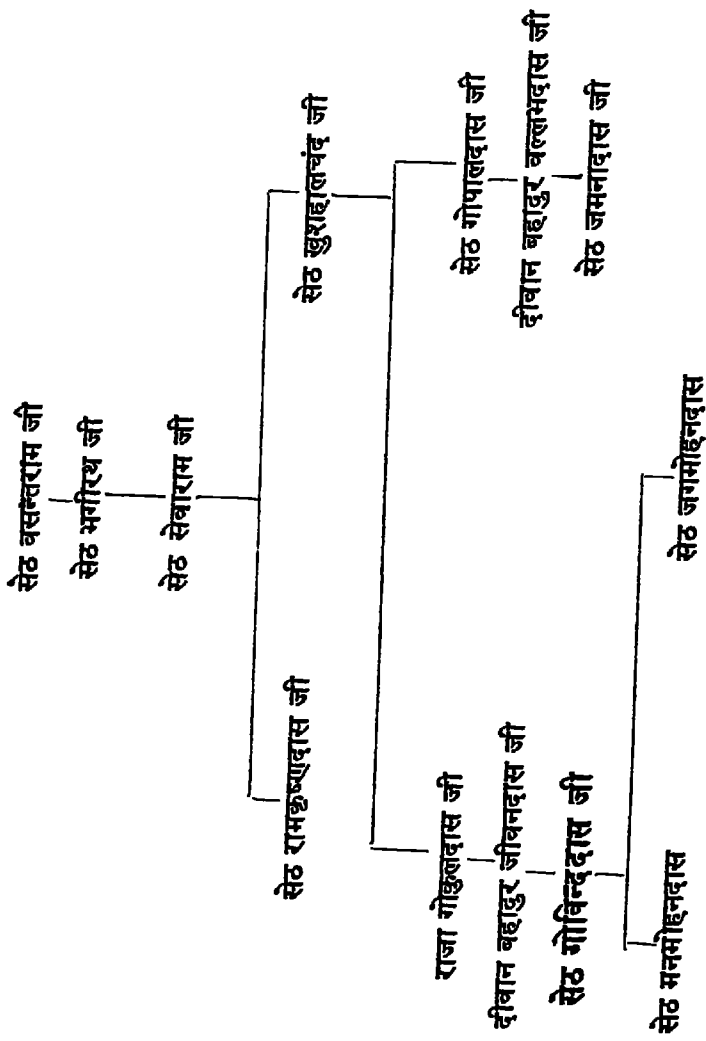 सेठ वसन्तराम जी
सेठ भगीरथ जी
सेठ सेवाराम जी
सेठ रामकृष्णदास जी
सेठ खुशहालचंद जी
राजा गोकुलदास जी
सेठ गोपालदास जी
दीवान बहादुर जीवनदास जी
दीवान बहादुर वल्लभदास जी
सेठ गोविन्ददास जी
सेठ जमनादास जी
सेठ मनमोहनदास
सेठ जगमोहनदास